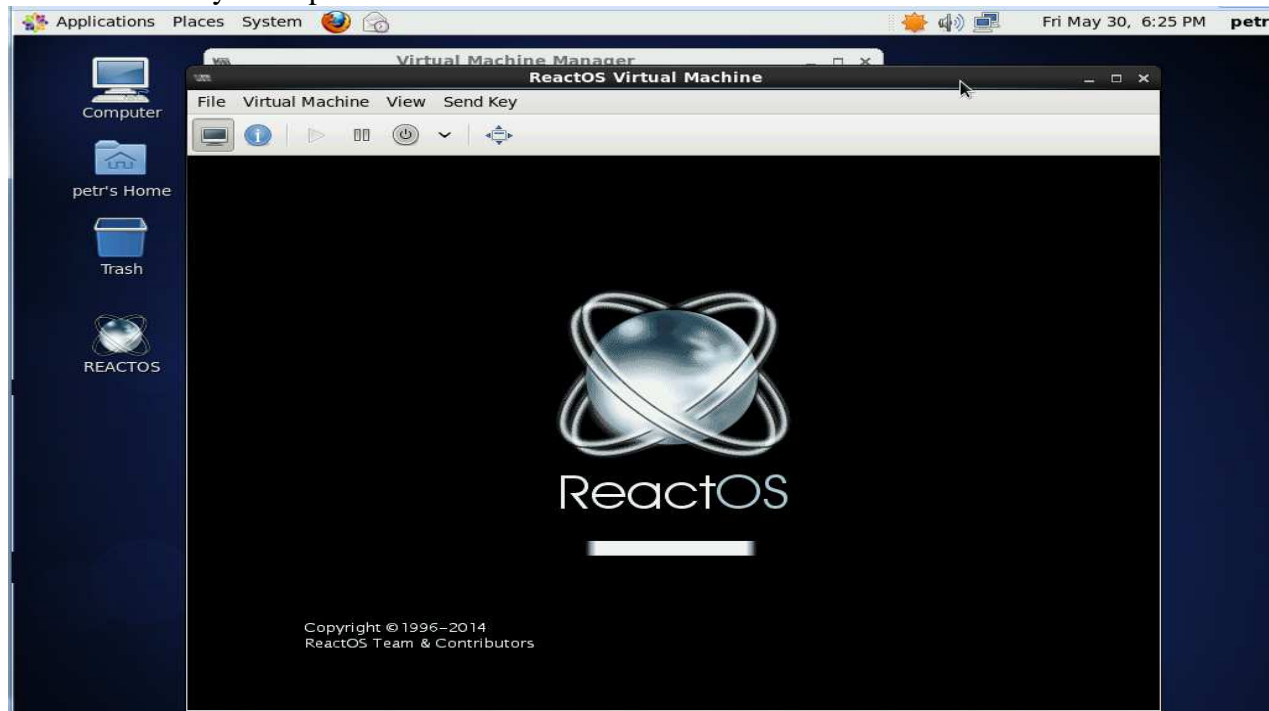 Applications Places System Fri May 30, 6:25 PM petr
Virtual Machine Manager
ReactOS Virtual Machine
File Virtual Machine View Send Key
Computer
petr's Home
Trash
REACTOS
ReactOS
Copyright © 1996–2014
ReactOS Team & Contributors